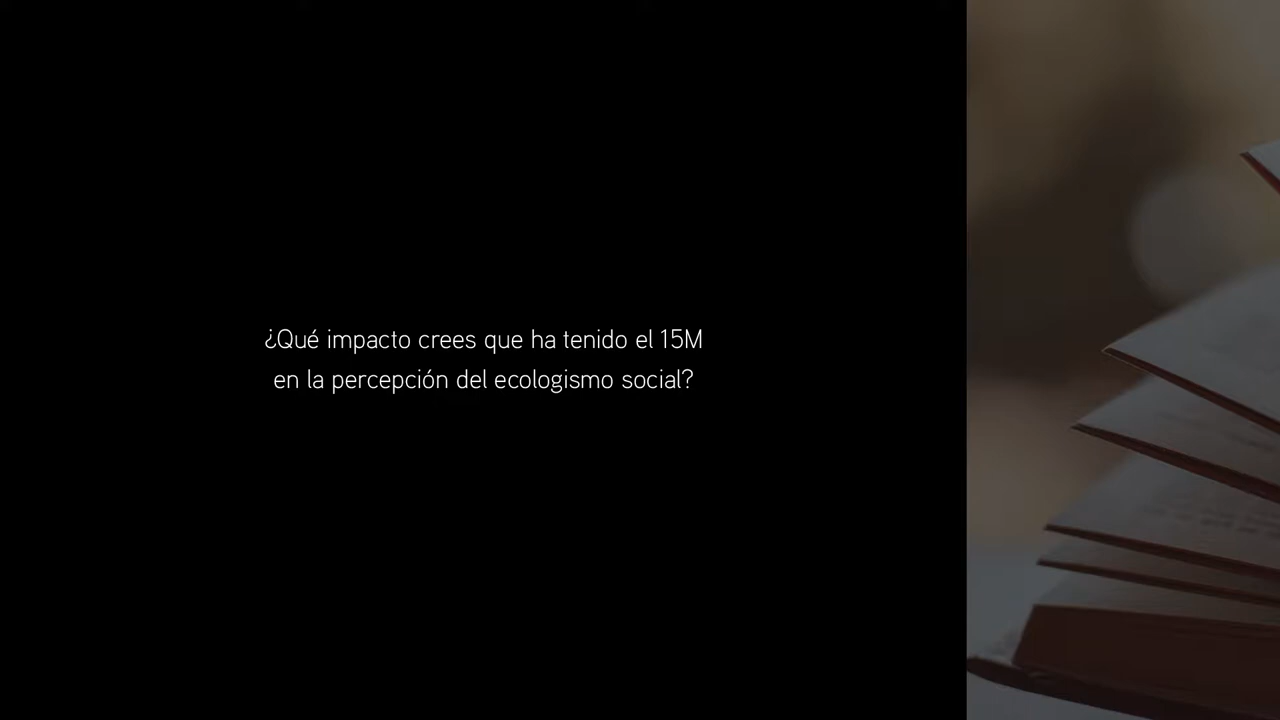 ¿Qué impacto crees que ha tenido el 15M
en la percepción del ecologismo social?